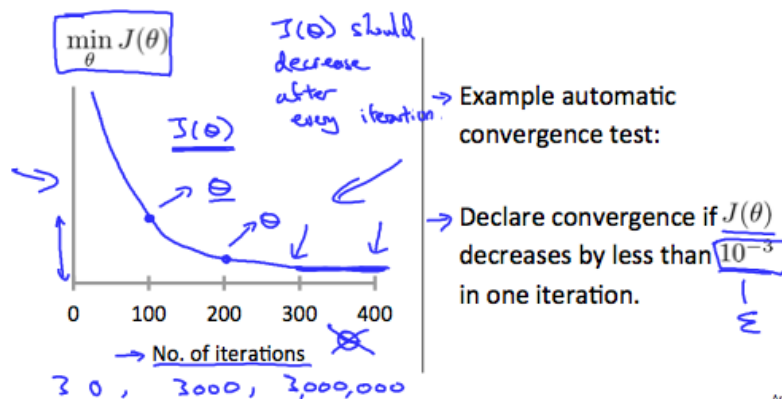 min J(θ)
θ
J(θ) should
decrease
after
every iteration.
J(θ)
θ
θ
0 100 200 300 400
→ No. of iterations
30, 3000, 3,000,000
→ Example automatic
convergence test:
→ Declare convergence if J(θ)
decreases by less than 10⁻³
in one iteration.
ε